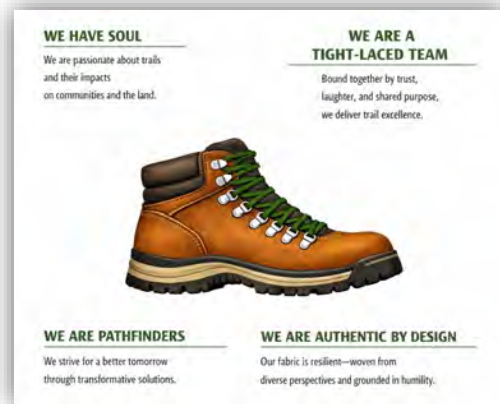 WE HAVE SOUL
We are passionate about trails
and their impacts
on communities and the land.
WE ARE A
TIGHT-LACED TEAM
Bound together by trust,
laughter, and shared purpose,
we deliver trail excellence.
WE ARE PATHFINDERS
We strive for a better tomorrow
through transformative solutions.
WE ARE AUTHENTIC BY DESIGN
Our fabric is resilient—woven from
diverse perspectives and grounded in humility.